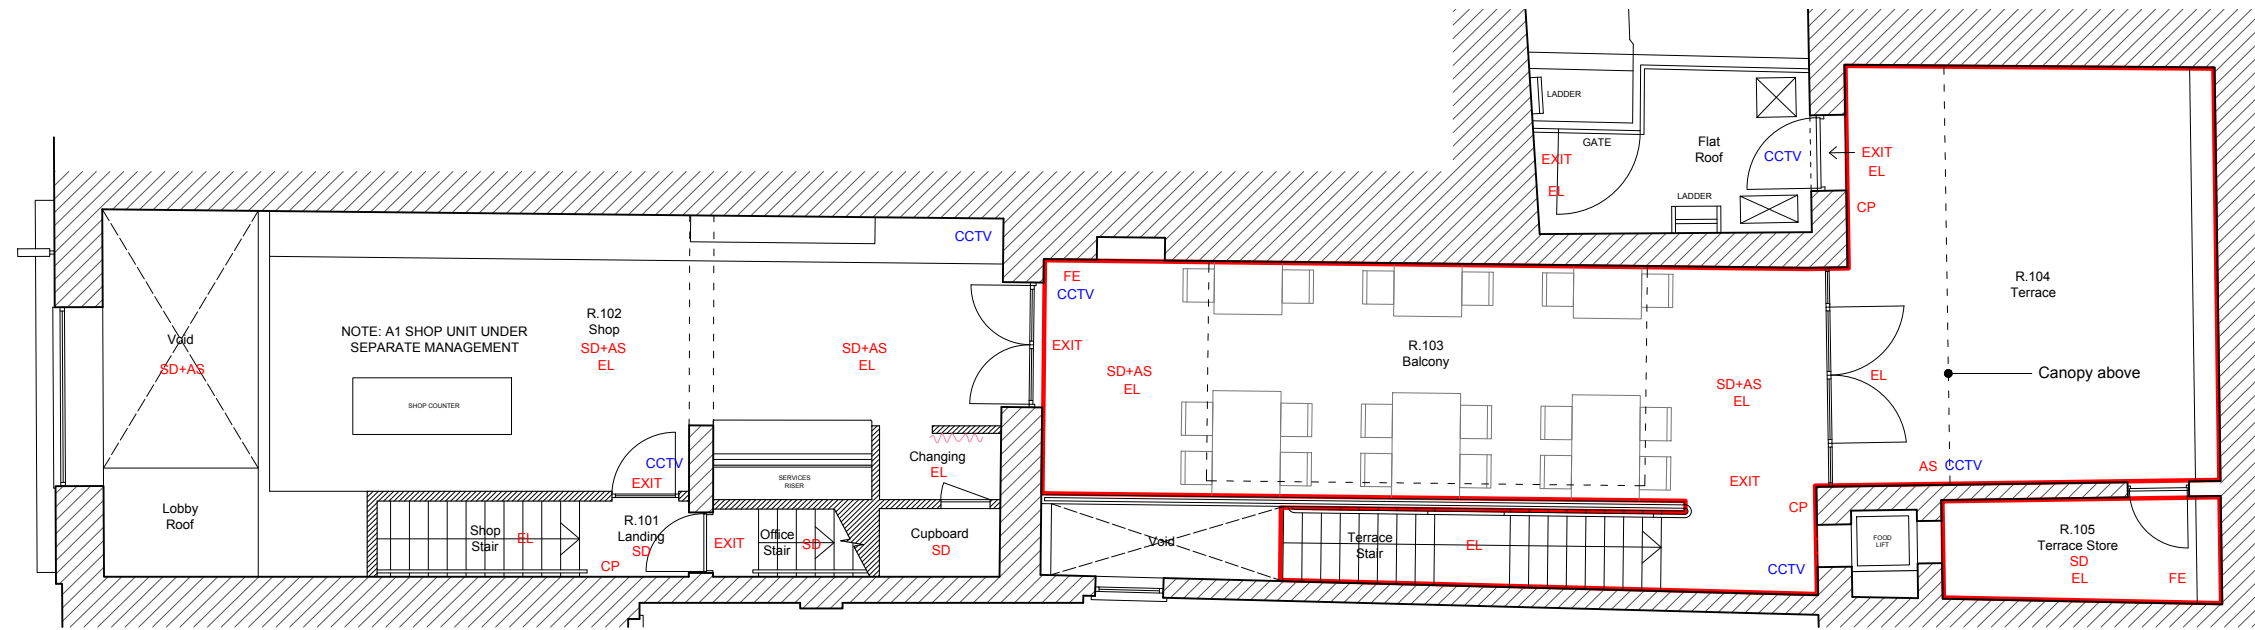 Void
SD+AS
Lobby
Roof
NOTE: A1 SHOP UNIT UNDER
SEPARATE MANAGEMENT
SHOP COUNTER
R.102
Shop
SD+AS
EL
CCTV
SD+AS
EL
CCTV
EXIT
Shop
Stair
EL
R.101
Landing
SD
CP
EXIT
SERVICES
RISER
Office
Stair
SD
Changing
EL
Cupboard
SD
FE
CCTV
EXIT
SD+AS
EL
R.103
Balcony
SD+AS
EL
EXIT
CP
Void
Terrace
Stair
EL
CCTV
LADDER
GATE
EXIT
EL
Flat
Roof
LADDER
CCTV
EXIT
EL
CP
R.104
Terrace
EL
Canopy above
AS
CCTV
FOOD
LIFT
R.105
Terrace Store
SD
EL
FE